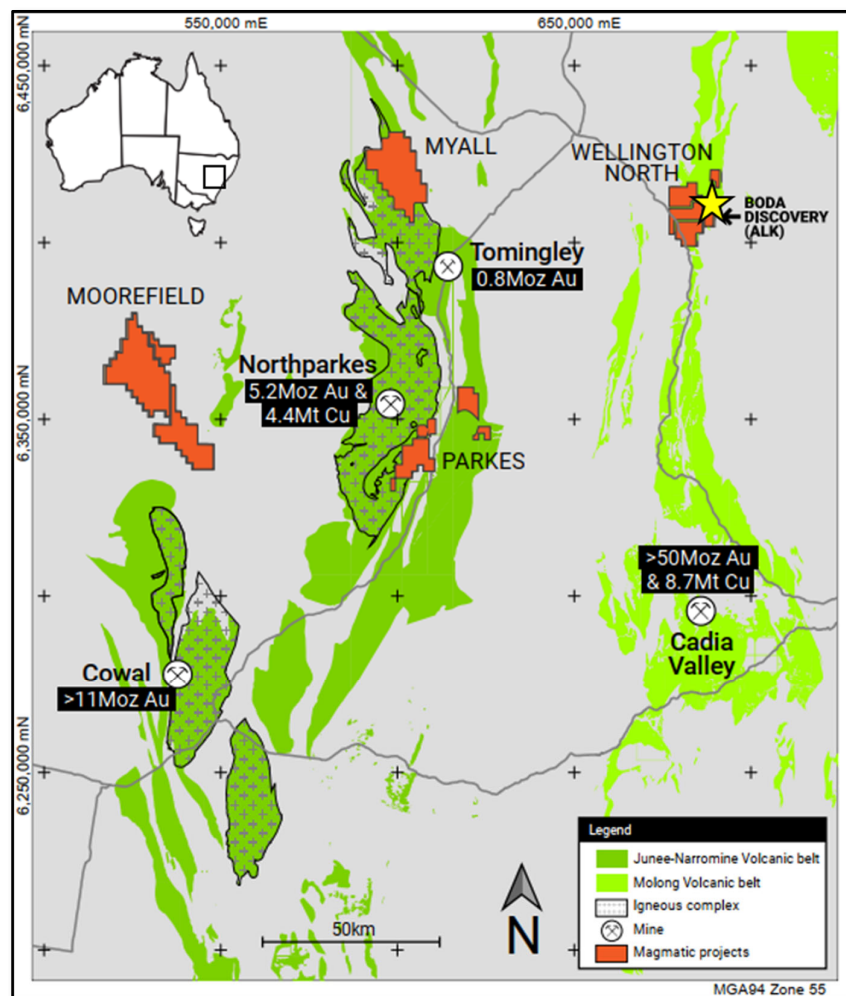 550,000 mE
650,000 mE
6,450,000 mN
MYALL
WELLINGTON
NORTH
BODA
DISCOVERY
(ALK)
Tomingley
0.8Moz Au
MOOREFIELD
Northparkes
5.2Moz Au &
4.4Mt Cu
6,350,000 mN
PARKES
>50Moz Au
& 8.7Mt Cu
Cadia
Valley
Cowal
>11Moz Au
6,250,000 mN
Legend
Junee-Narromine Volcanic belt
Molong Volcanic belt
Igneous complex
Mine
Magmatic projects
50km
N
MGA94 Zone 55